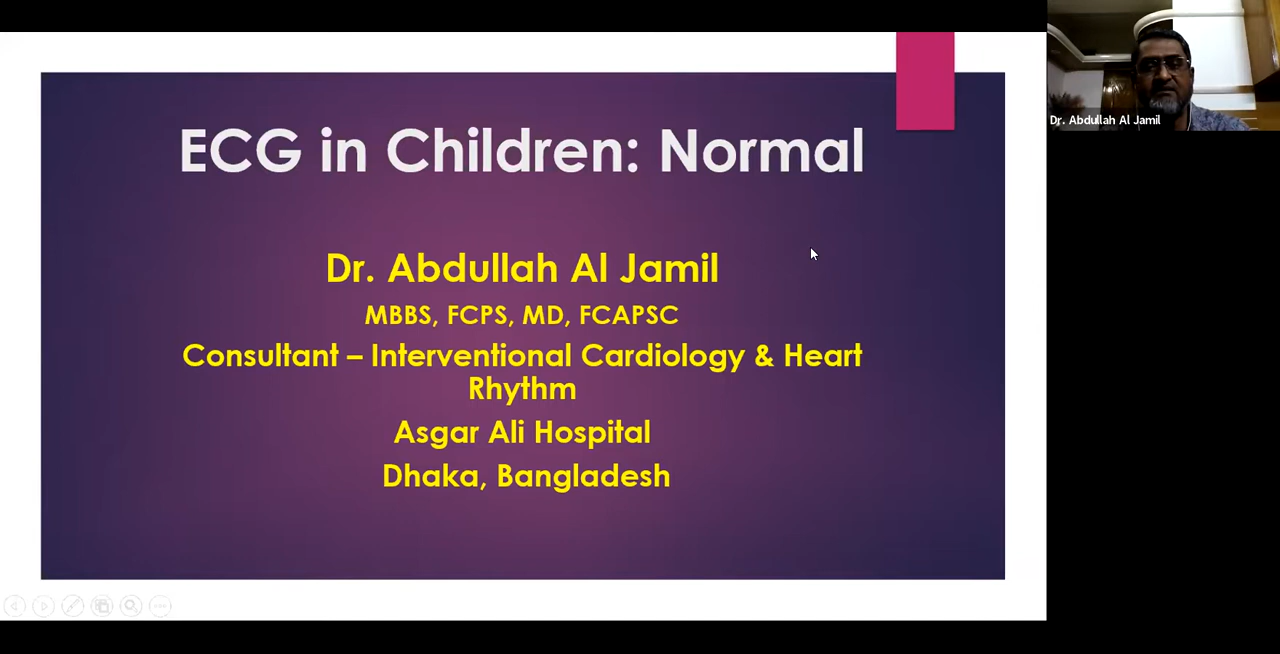 ECG in Children: Normal
Dr. Abdullah Al Jamil
MBBS, FCPS, MD, FCAPSC
Consultant – Interventional Cardiology & Heart
Rhythm
Asgar Ali Hospital
Dhaka, Bangladesh
Dr. Abdullah Al Jamil